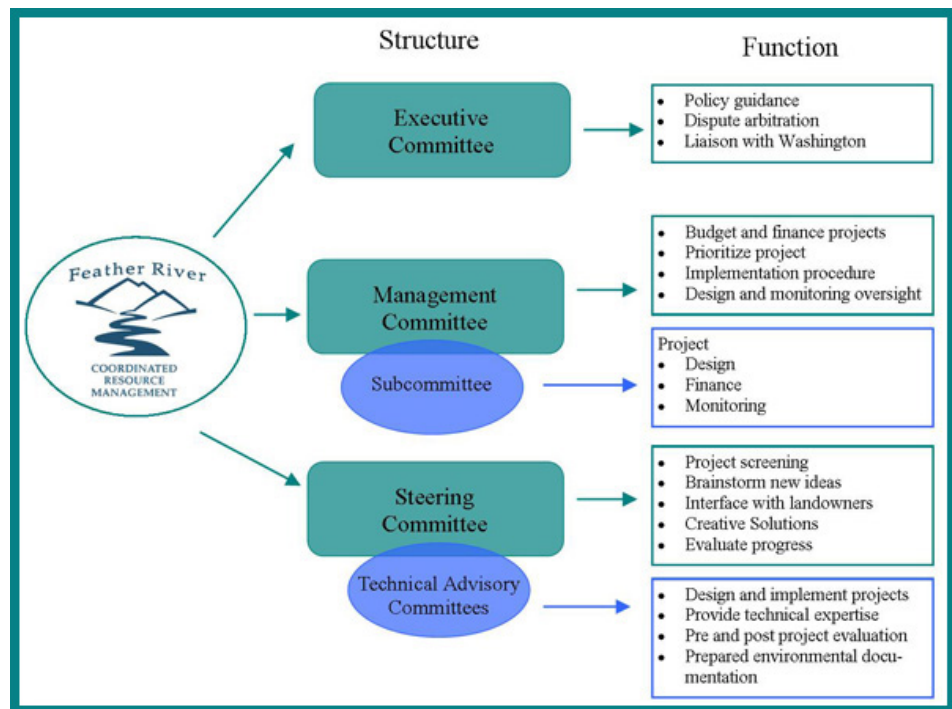 Structure
Function
Executive
Committee
• Policy guidance
• Dispute arbitration
• Liaison with Washington
Feather River
COORDINATED
RESOURCE
MANAGEMENT
Management
Committee
• Budget and finance projects
• Prioritize project
• Implementation procedure
• Design and monitoring oversight
Subcommittee
Project
• Design
• Finance
• Monitoring
Steering
Committee
• Project screening
• Brainstorm new ideas
• Interface with landowners
• Creative Solutions
• Evaluate progress
Technical Advisory
Committees
• Design and implement projects
• Provide technical expertise
• Pre and post project evaluation
• Prepared environmental docu-
mentation